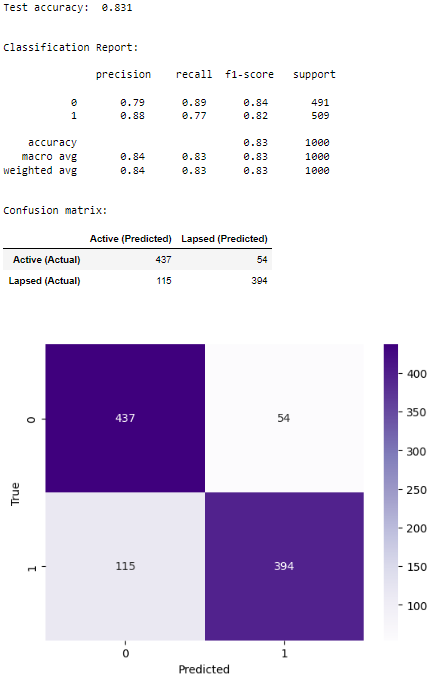 Test accuracy:  0.831
Classification Report:
precision recall f1-score support
0 0.79 0.89 0.84 491
1 0.88 0.77 0.82 509
accuracy 0.83 1000
macro avg 0.84 0.83 0.83 1000
weighted avg 0.84 0.83 0.83 1000
Confusion matrix:
Active (Predicted) Lapsed (Predicted)
Active (Actual) 437 54
Lapsed (Actual) 115 394
400
0 437 54
350
300
True
250
200
1 115 394
150
100
0 1
Predicted